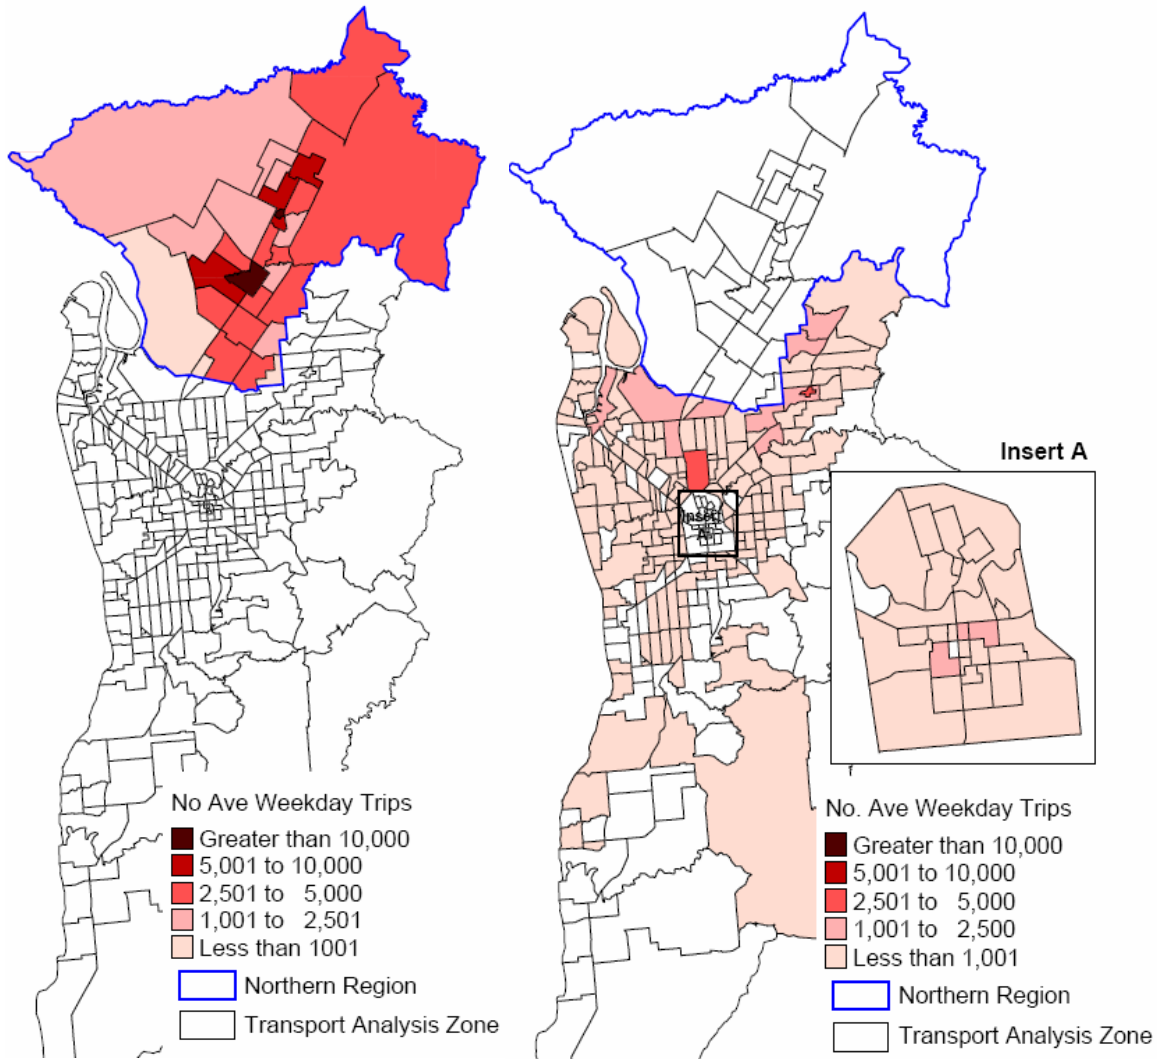 Insert A
Insert
A
No Ave Weekday Trips
Greater than 10,000
5,001 to 10,000
2,501 to 5,000
1,001 to 2,501
Less than 1001
Northern Region
Transport Analysis Zone
No. Ave Weekday Trips
Greater than 10,000
5,001 to 10,000
2,501 to 5,000
1,001 to 2,500
Less than 1,001
Northern Region
Transport Analysis Zone